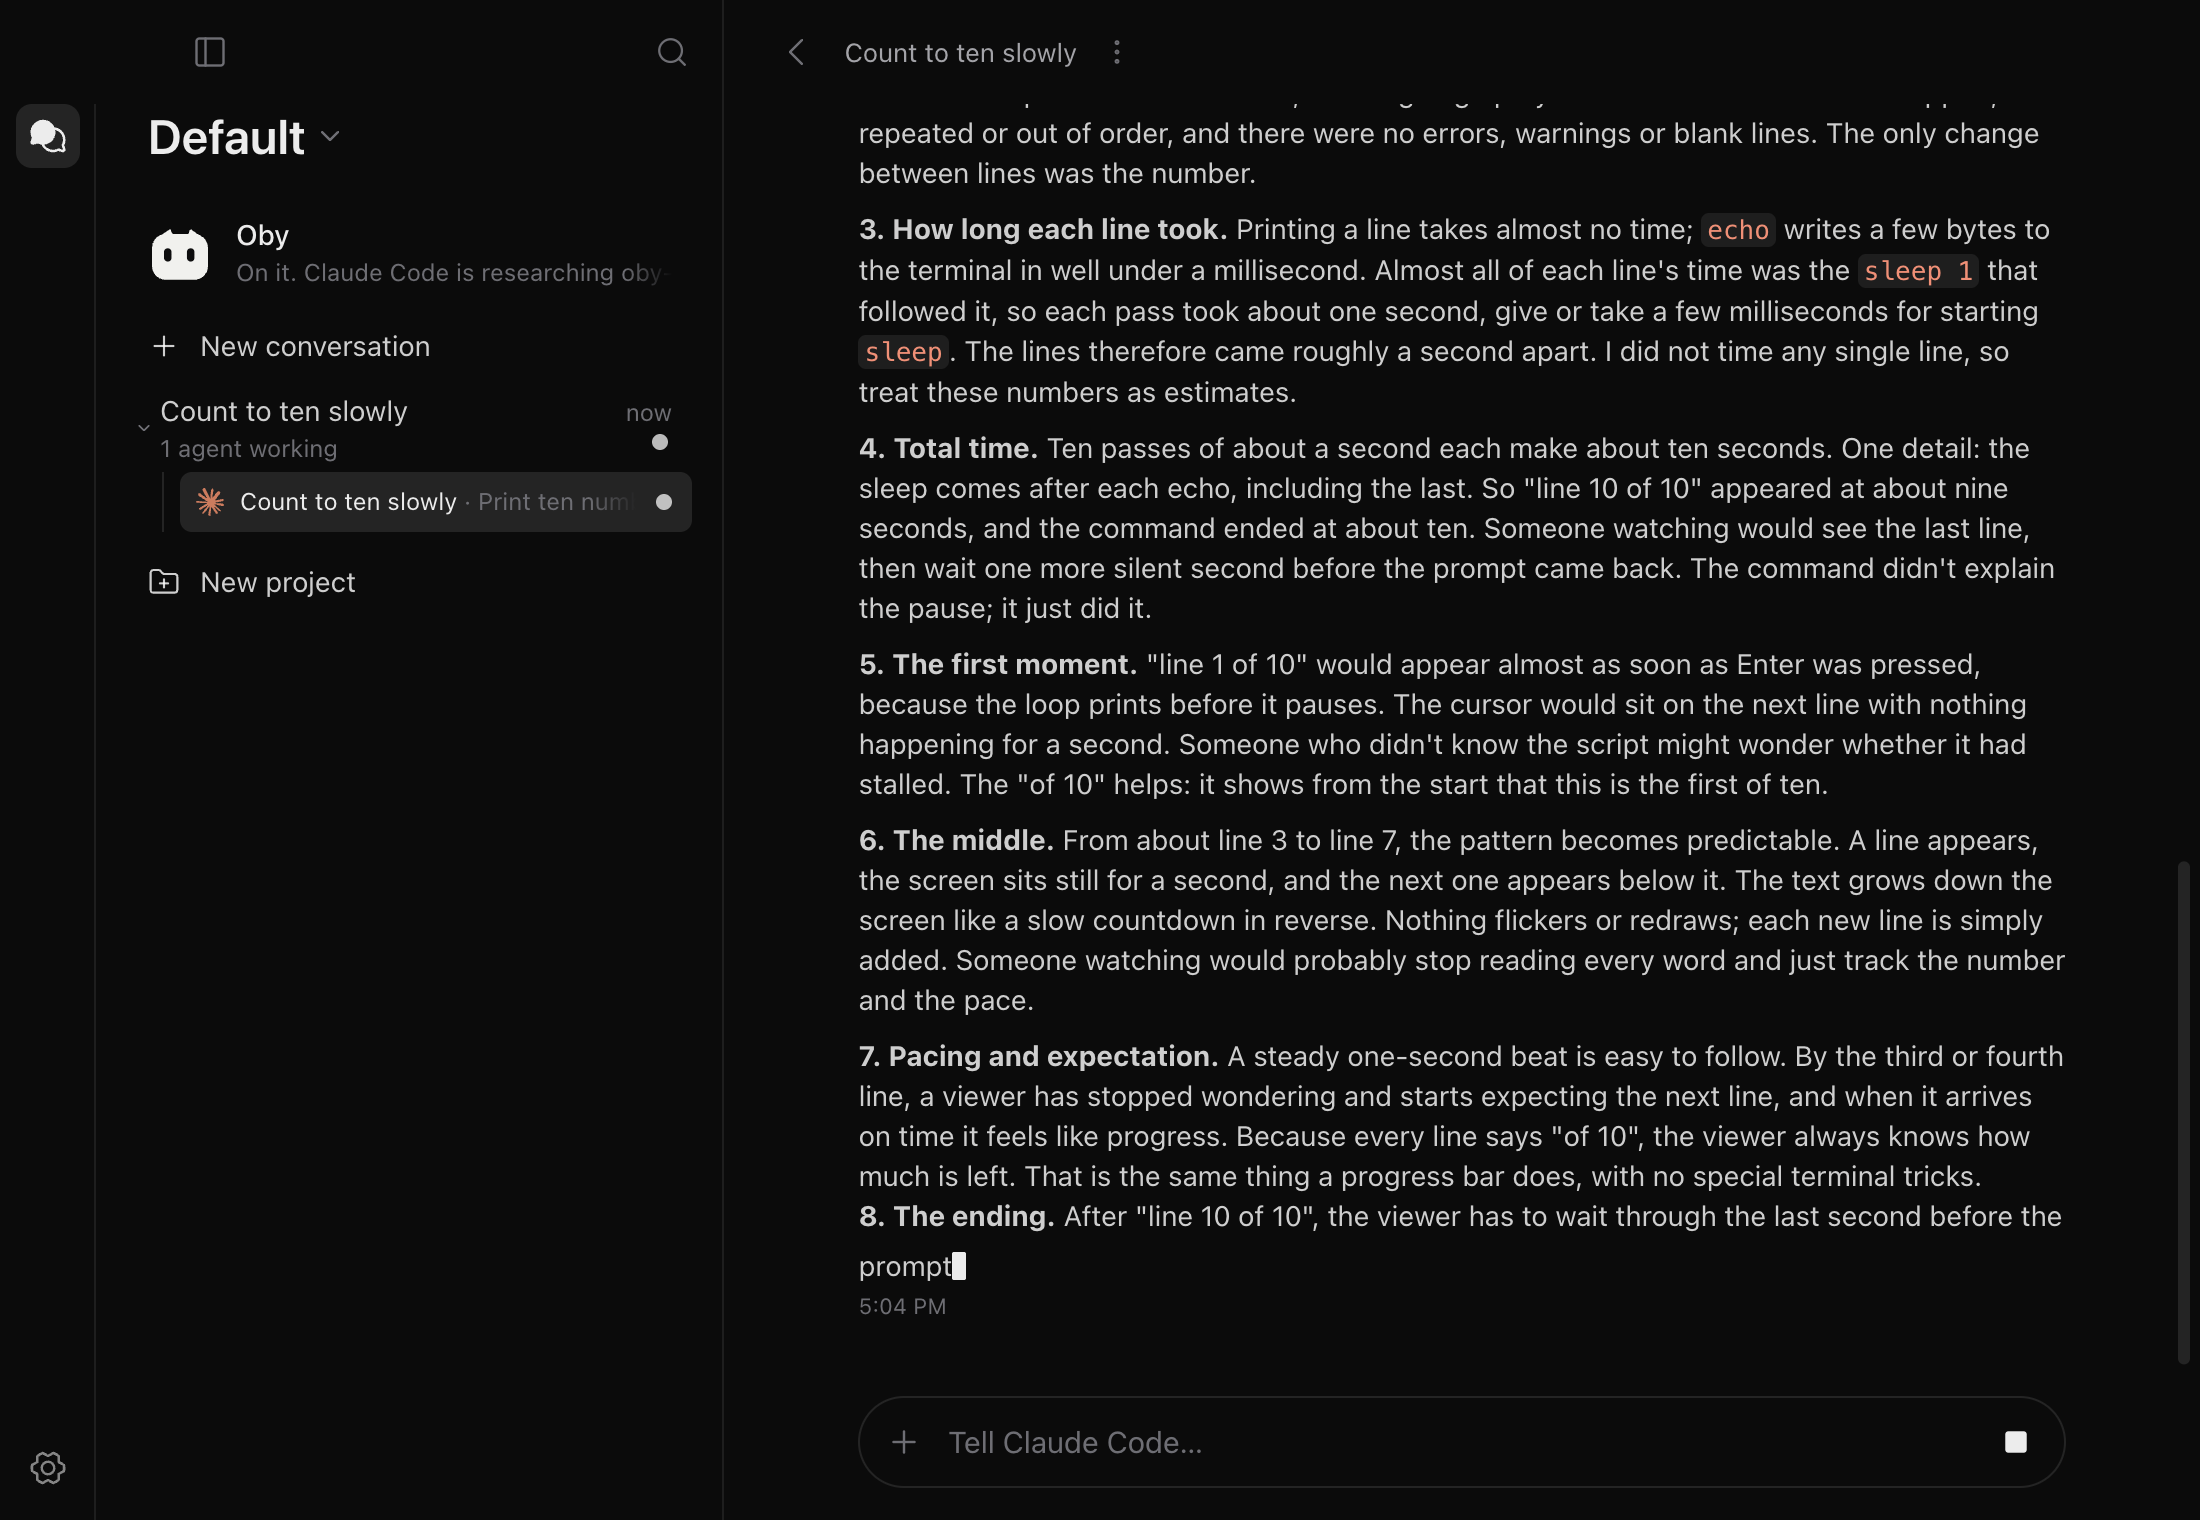 Default
Oby
On it. Claude Code is researching oby-
New conversation
Count to ten slowly
now
1 agent working
Count to ten slowly · Print ten num
New project
Count to ten slowly
repeated or out of order, and there were no errors, warnings or blank lines. The only change
between lines was the number.
3. How long each line took. Printing a line takes almost no time; echo writes a few bytes to
the terminal in well under a millisecond. Almost all of each line's time was the sleep 1 that
followed it, so each pass took about one second, give or take a few milliseconds for starting
sleep. The lines therefore came roughly a second apart. I did not time any single line, so
treat these numbers as estimates.
4. Total time. Ten passes of about a second each make about ten seconds. One detail: the
sleep comes after each echo, including the last. So "line 10 of 10" appeared at about nine
seconds, and the command ended at about ten. Someone watching would see the last line,
then wait one more silent second before the prompt came back. The command didn't explain
the pause; it just did it.
5. The first moment. "line 1 of 10" would appear almost as soon as Enter was pressed,
because the loop prints before it pauses. The cursor would sit on the next line with nothing
happening for a second. Someone who didn't know the script might wonder whether it had
stalled. The "of 10" helps: it shows from the start that this is the first of ten.
6. The middle. From about line 3 to line 7, the pattern becomes predictable. A line appears,
the screen sits still for a second, and the next one appears below it. The text grows down the
screen like a slow countdown in reverse. Nothing flickers or redraws; each new line is simply
added. Someone watching would probably stop reading every word and just track the number
and the pace.
7. Pacing and expectation. A steady one-second beat is easy to follow. By the third or fourth
line, a viewer has stopped wondering and starts expecting the next line, and when it arrives
on time it feels like progress. Because every line says "of 10", the viewer always knows how
much is left. That is the same thing a progress bar does, with no special terminal tricks.
8. The ending. After "line 10 of 10", the viewer has to wait through the last second before the
prompt
5:04 PM
Tell Claude Code...